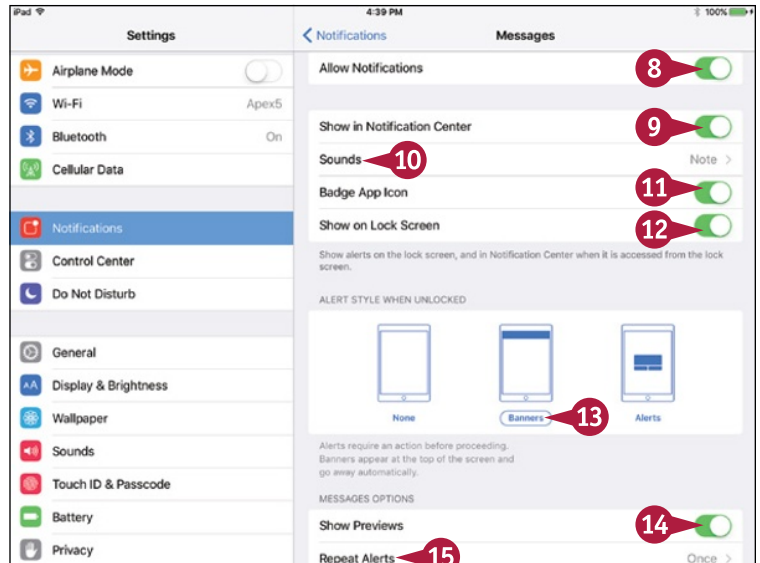 iPad 4:39 PM 100%
Settings
Airplane Mode
Wi-Fi Apex5
Bluetooth On
Cellular Data
Notifications
Control Center
Do Not Disturb
General
AA Display & Brightness
Wallpaper
Sounds
Touch ID & Passcode
Battery
Privacy
Notifications Messages
Allow Notifications 8
Show in Notification Center 9
Sounds 10 Note >
Badge App Icon 11
Show on Lock Screen 12
Show alerts on the lock screen, and in Notification Center when it is accessed from the lock
screen.
ALERT STYLE WHEN UNLOCKED
None Banners 13 Alerts
Alerts require an action before proceeding.
Banners appear at the top of the screen and
go away automatically.
MESSAGES OPTIONS
Show Previews 14
Repeat Alerts 15 Once >